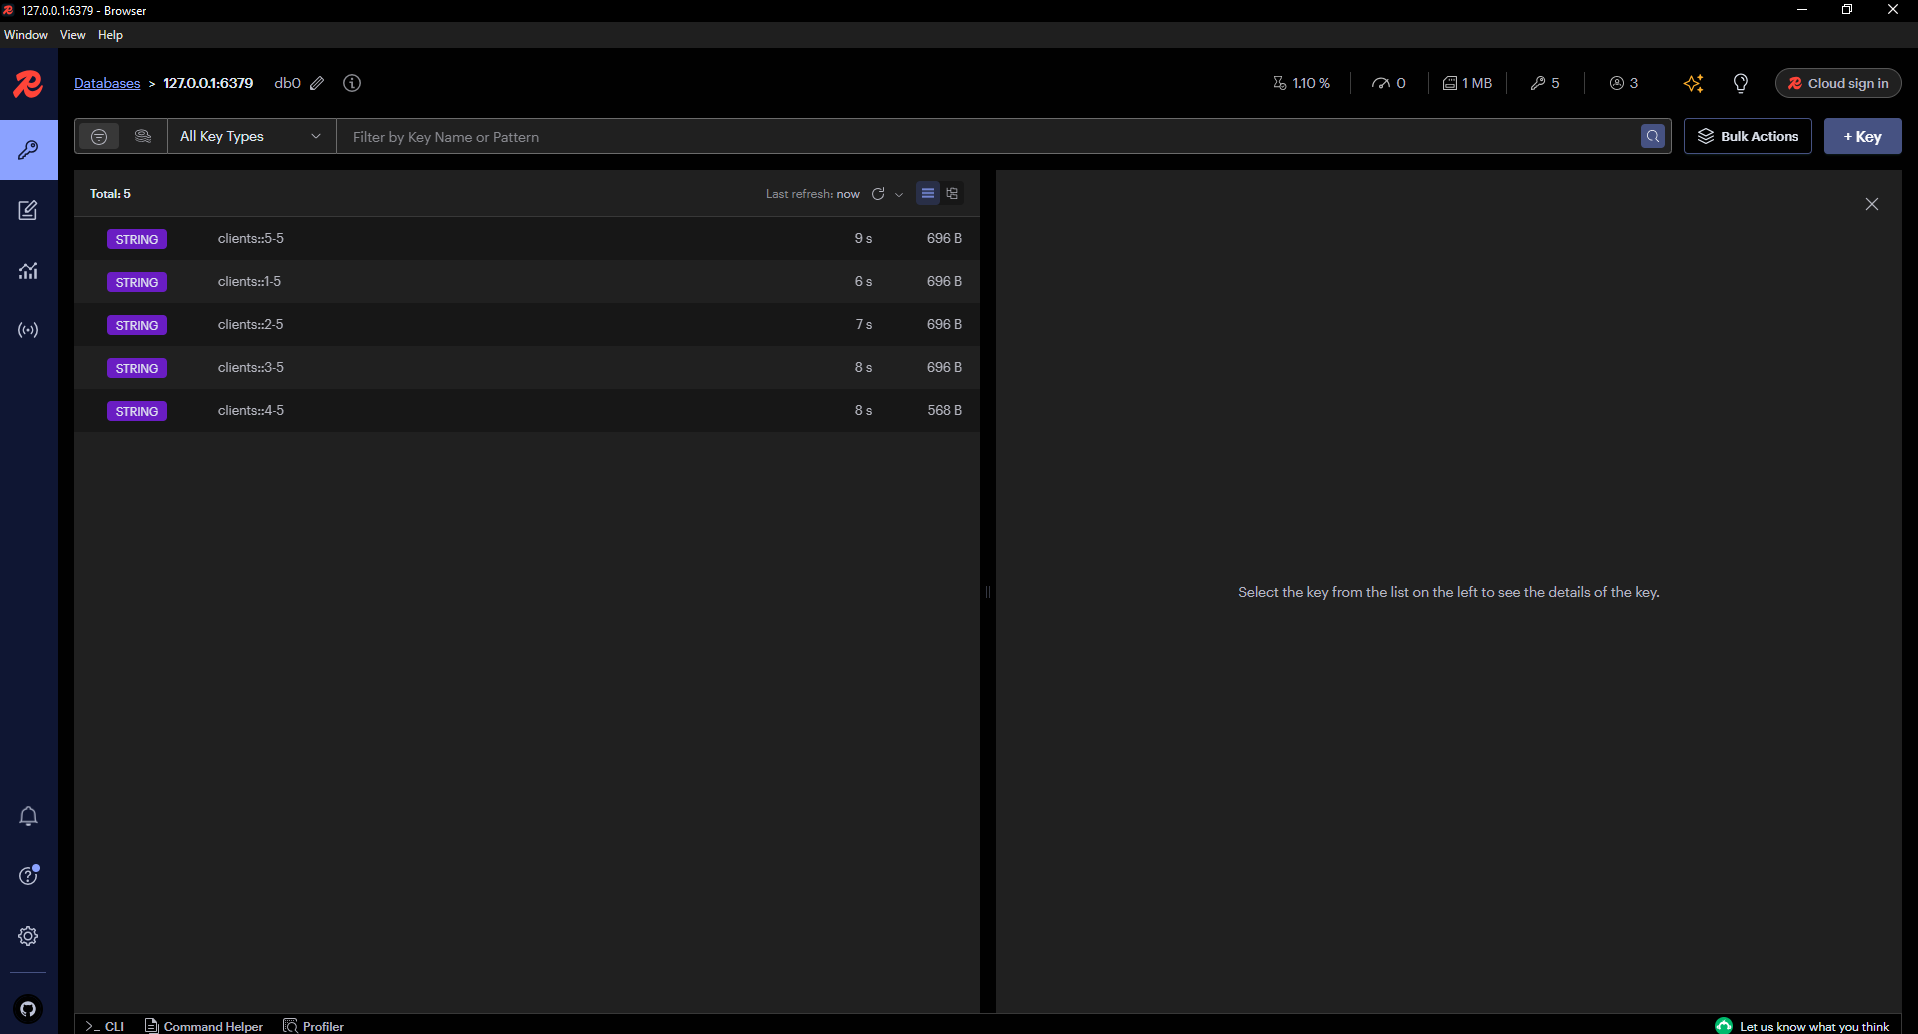 127.0.0.1:6379 - Browser
Window View Help
Databases > 127.0.0.1:6379 db0 1.10 % 0 1 MB 5 3 Cloud sign in
All Key Types Filter by Key Name or Pattern Bulk Actions + Key
Total: 5 Last refresh: now
STRING clients::5-5 9 s 696 B
STRING clients::1-5 6 s 696 B
STRING clients::2-5 7 s 696 B
STRING clients::3-5 8 s 696 B
STRING clients::4-5 8 s 568 B
Select the key from the list on the left to see the details of the key.
>_ CLI Command Helper Profiler Let us know what you think